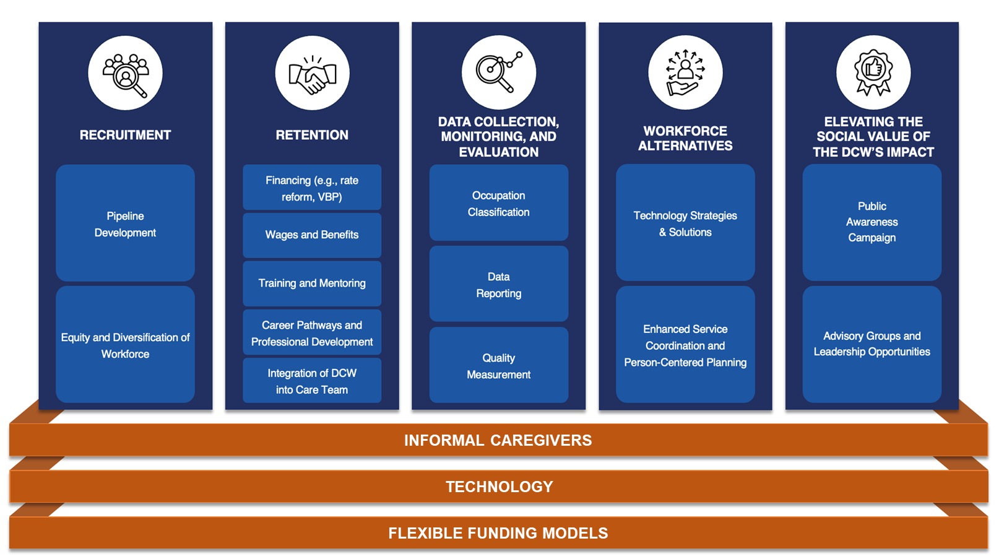 RECRUITMENT
Pipeline
Development
Equity and Diversification of
Workforce
RETENTION
Financing (e.g., rate
reform, VBP)
Wages and Benefits
Training and Mentoring
Career Pathways and
Professional Development
Integration of DCW
into Care Team
DATA COLLECTION,
MONITORING, AND
EVALUATION
Occupation
Classification
Data
Reporting
Quality
Measurement
WORKFORCE
ALTERNATIVES
Technology Strategies
& Solutions
Enhanced Service
Coordination and
Person-Centered Planning
ELEVATING THE
SOCIAL VALUE OF
THE DCW'S IMPACT
Public
Awareness
Campaign
Advisory Groups and
Leadership Opportunities
INFORMAL CAREGIVERS
TECHNOLOGY
FLEXIBLE FUNDING MODELS